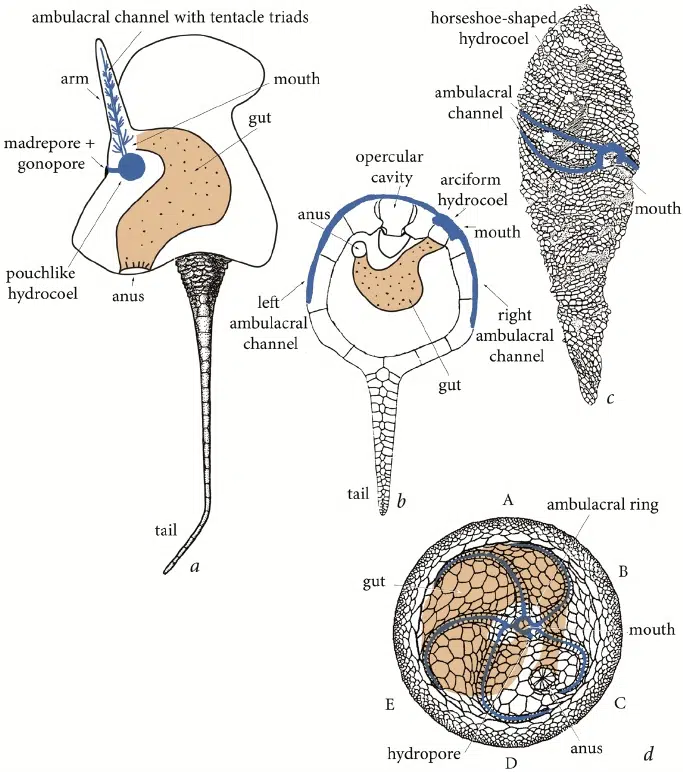 ambulacral channel with tentacle triads
arm
mouth
gut
madrepore +
gonopore
pouchlike
hydrocoel
anus
tail
a
opercular
cavity
arciform
hydrocoel
anus
mouth
left
ambulacral
channel
right
ambulacral
channel
gut
tail
b
horseshoe-shaped
hydrocoel
ambulacral
channel
mouth
c
A
ambulacral ring
gut
B
mouth
E
C
hydropore
D
anus
d